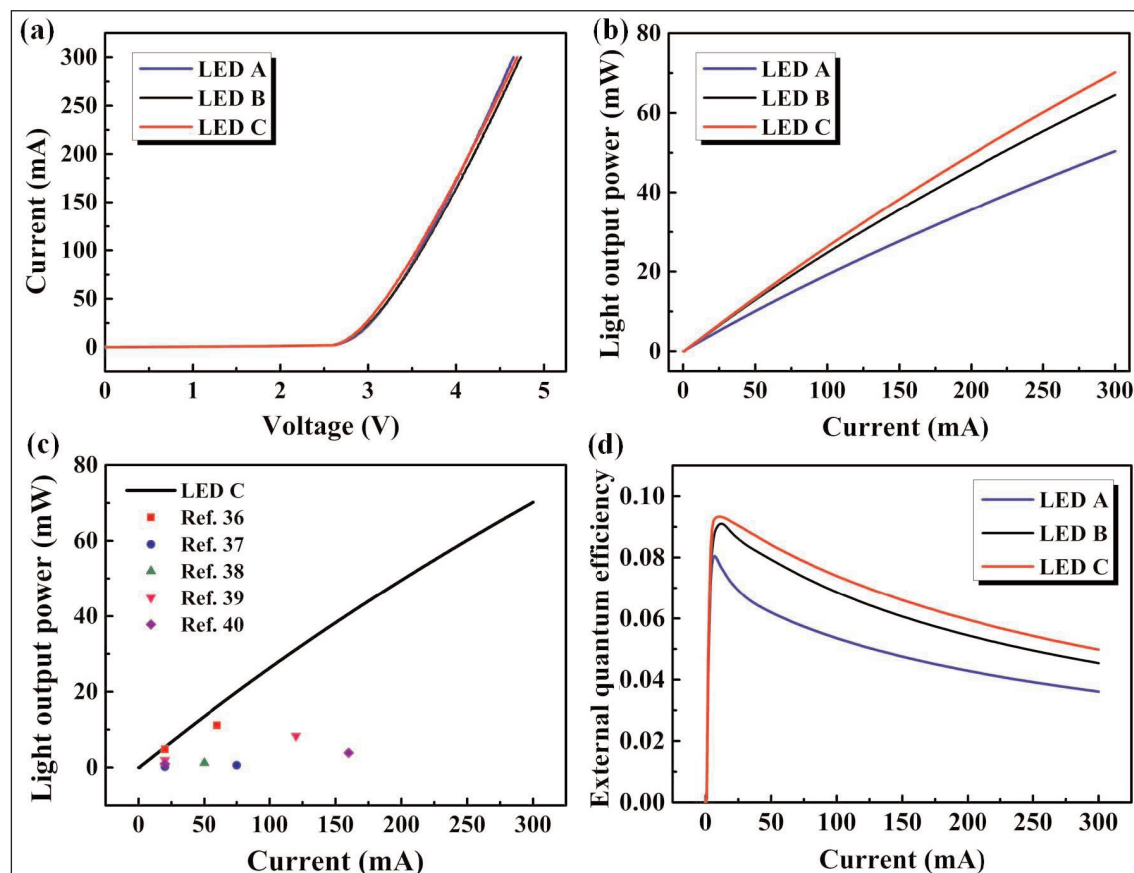 (a)
300
250
200
150
100
50
0
Current (mA)
LED A
LED B
LED C
0 1 2 3 4 5
Voltage (V)
(b)
80
60
40
20
0
Light output power (mW)
LED A
LED B
LED C
0 50 100 150 200 250 300
Current (mA)
(c)
80
60
40
20
0
Light output power (mW)
LED C
Ref. 36
Ref. 37
Ref. 38
Ref. 39
Ref. 40
0 50 100 150 200 250 300
Current (mA)
(d)
0.10
0.08
0.06
0.04
0.02
0.00
External quantum efficiency
LED A
LED B
LED C
0 50 100 150 200 250 300
Current (mA)